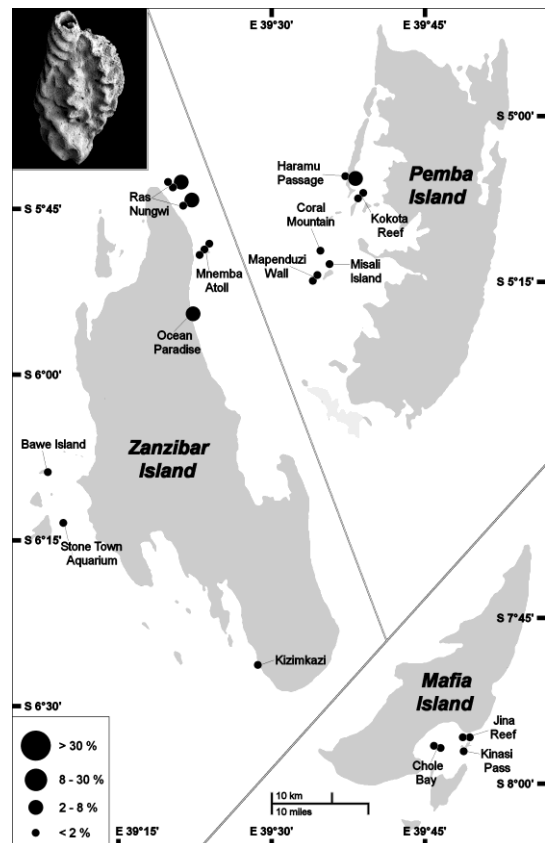 E 39°30'
E 39°45'
S 5°00'
Haramu
Passage
Pemba
Island
Ras
Nungwi
S 5°45'
Coral
Mountain
Kokota
Reef
Mnemba
Atoll
Mapenduzi
Wall
Misali
Island
S 5°15'
Ocean
Paradise
S 6°00'
Bawe Island
Zanzibar
Island
S 6°15'
Stone Town
Aquarium
S 7°45'
Kizimkazi
Mafia
Island
S 6°30'
Jina
Reef
> 30 %
Chole
Bay
Kinasi
Pass
8 - 30 %
S 8°00'
10 km
2 - 8 %
10 miles
< 2 %
E 39°15'
E 39°30'
E 39°45'